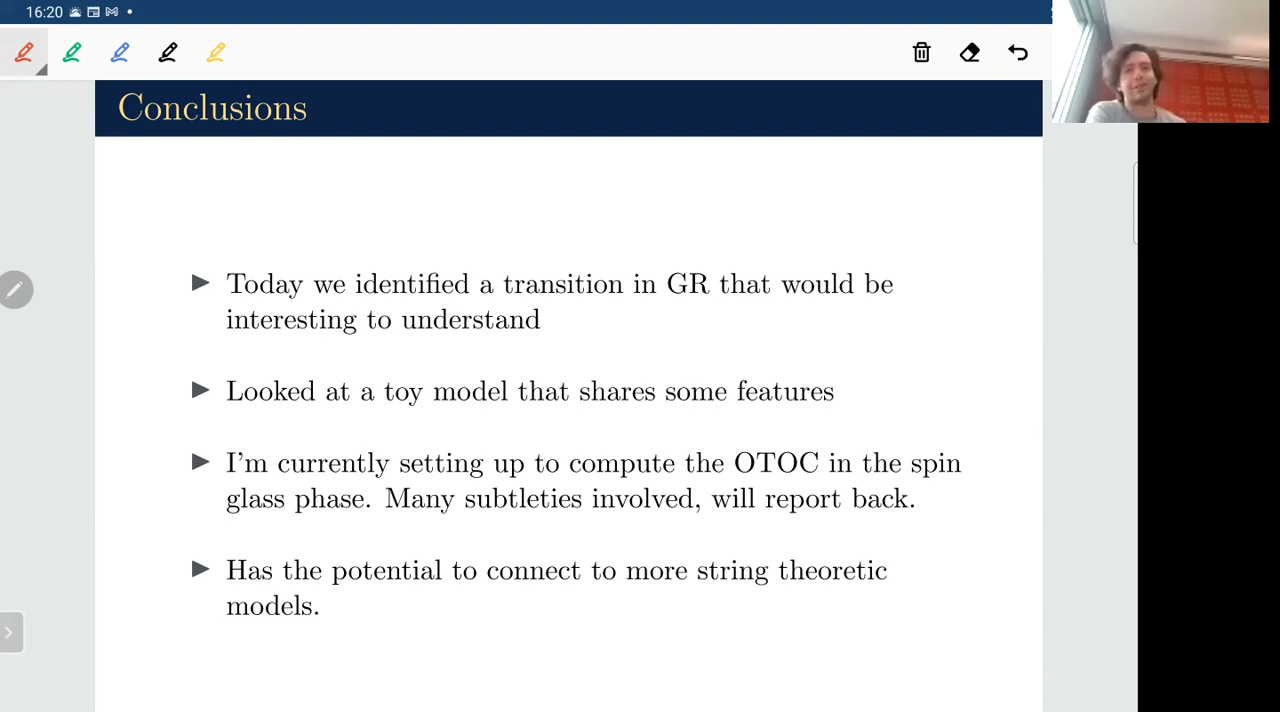 16:20
Conclusions
Today we identified a transition in GR that would be
interesting to understand
Looked at a toy model that shares some features
I'm currently setting up to compute the OTOC in the spin
glass phase. Many subtleties involved, will report back.
Has the potential to connect to more string theoretic
models.